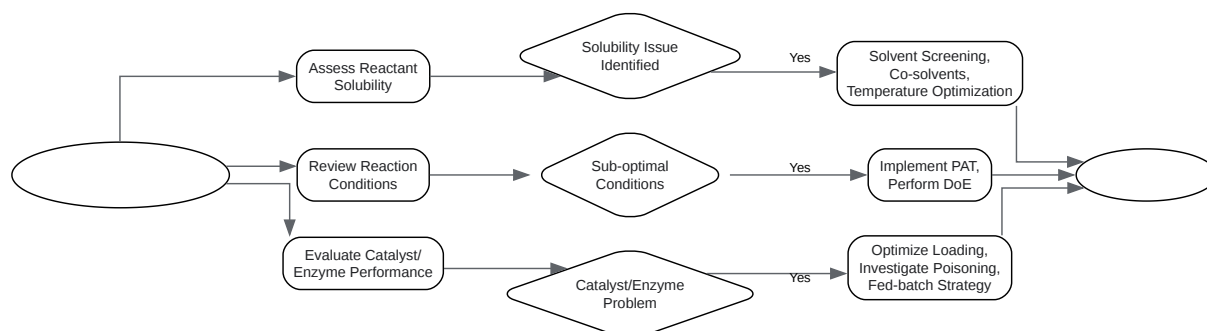 Assess Reactant
Solubility
Solubility Issue
Identified
Yes
Solvent Screening,
Co-solvents,
Temperature Optimization
Review Reaction
Conditions
Sub-optimal
Conditions
Yes
Implement PAT,
Perform DoE
Evaluate Catalyst/
Enzyme Performance
Catalyst/Enzyme
Problem
Yes
Optimize Loading,
Investigate Poisoning,
Fed-batch Strategy